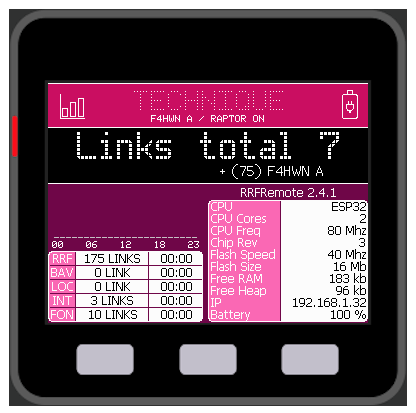 TECHNIQUE
F4HWN A / RAPTOR ON
Links total 7
+ (75) F4HWN A
RRFRemote 2.4.1
00 06 12 18 23
RRF 175 LINKS 00:00
BAV 0 LINK 00:00
LOC 0 LINK 00:00
INT 3 LINKS 00:00
FON 10 LINKS 00:00
CPU ESP32
CPU Cores 2
CPU Freq 80 Mhz
Chip Rev 3
Flash Speed 40 Mhz
Flash Size 16 Mb
Free RAM 183 kb
Free Heap 96 kb
IP 192.168.1.32
Battery 100 %